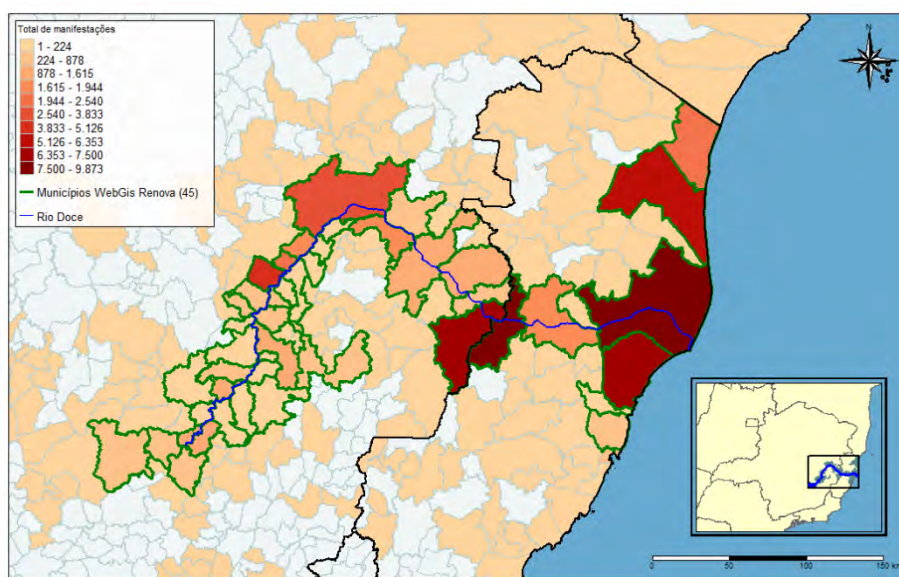 Total de manifestações
1 - 224
224 - 878
878 - 1.615
1.615 - 1.944
1.944 - 2.540
2.540 - 3.833
3.833 - 5.126
5.126 - 6.353
6.353 - 7.500
7.500 - 9.873
Municípios WebGis Renova (45)
Rio Doce
N
0 50 100 150 km